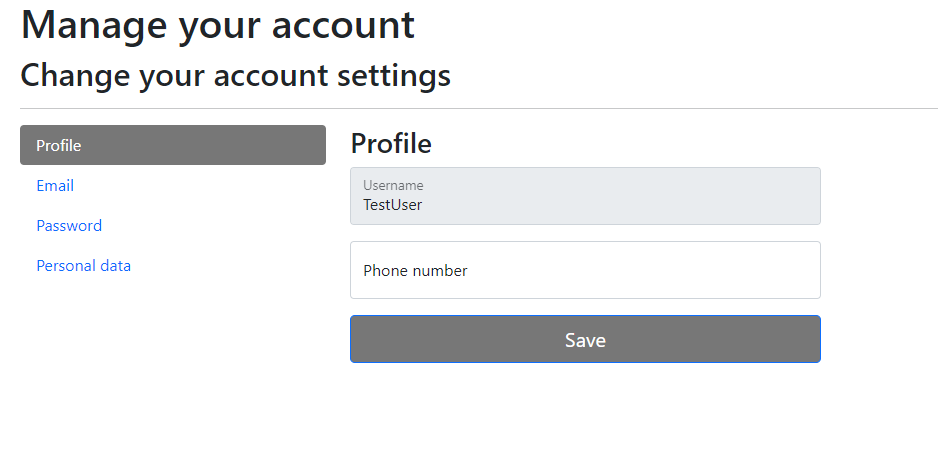 Manage your account
Change your account settings
Profile
Email
Password
Personal data
Profile
Username
TestUser
Phone number
Save